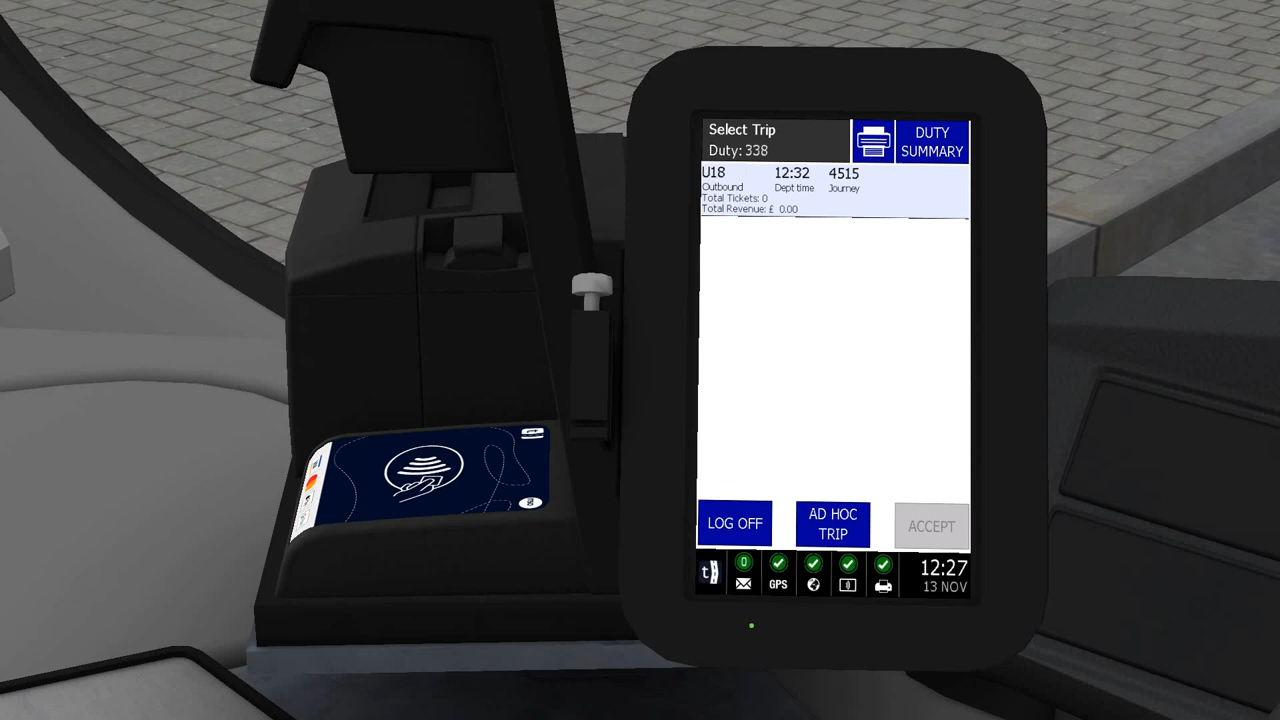 Select Trip
Duty: 338
DUTY
SUMMARY
U18 12:32 4515
Outbound Dept time Journey
Total Tickets: 0
Total Revenue: £ 0.00
LOG OFF
AD HOC
TRIP
ACCEPT
0
GPS
12:27
13 NOV